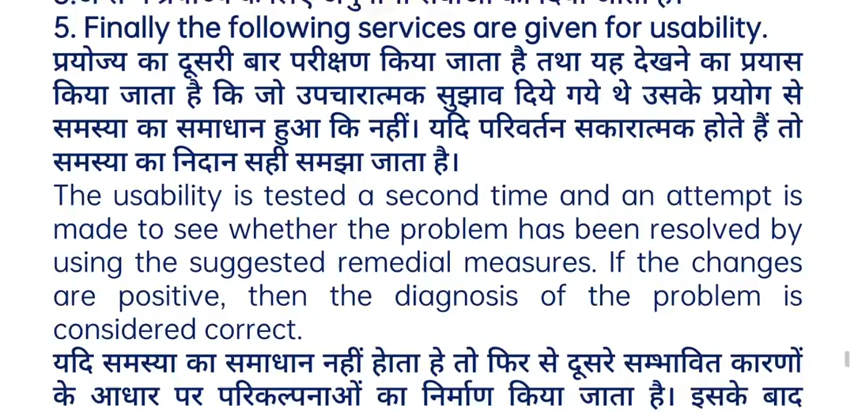 5. Finally the following services are given for usability.
प्रयोज्य का दूसरी बार परीक्षण किया जाता है तथा यह देखने का प्रयास
किया जाता है कि जो उपचारात्मक सुझाव दिये गये थे उसके प्रयोग से
समस्या का समाधान हुआ कि नहीं। यदि परिवर्तन सकारात्मक होते हैं तो
समस्या का निदान सही समझा जाता है।
The usability is tested a second time and an attempt is
made to see whether the problem has been resolved by
using the suggested remedial measures. If the changes
are positive, then the diagnosis of the problem is
considered correct.
यदि समस्या का समाधान नहीं हेाता हे तो फिर से दूसरे सम्भावित कारणों
के आधार पर परिकल्पनाओं का निर्माण किया जाता है। इसके बाद